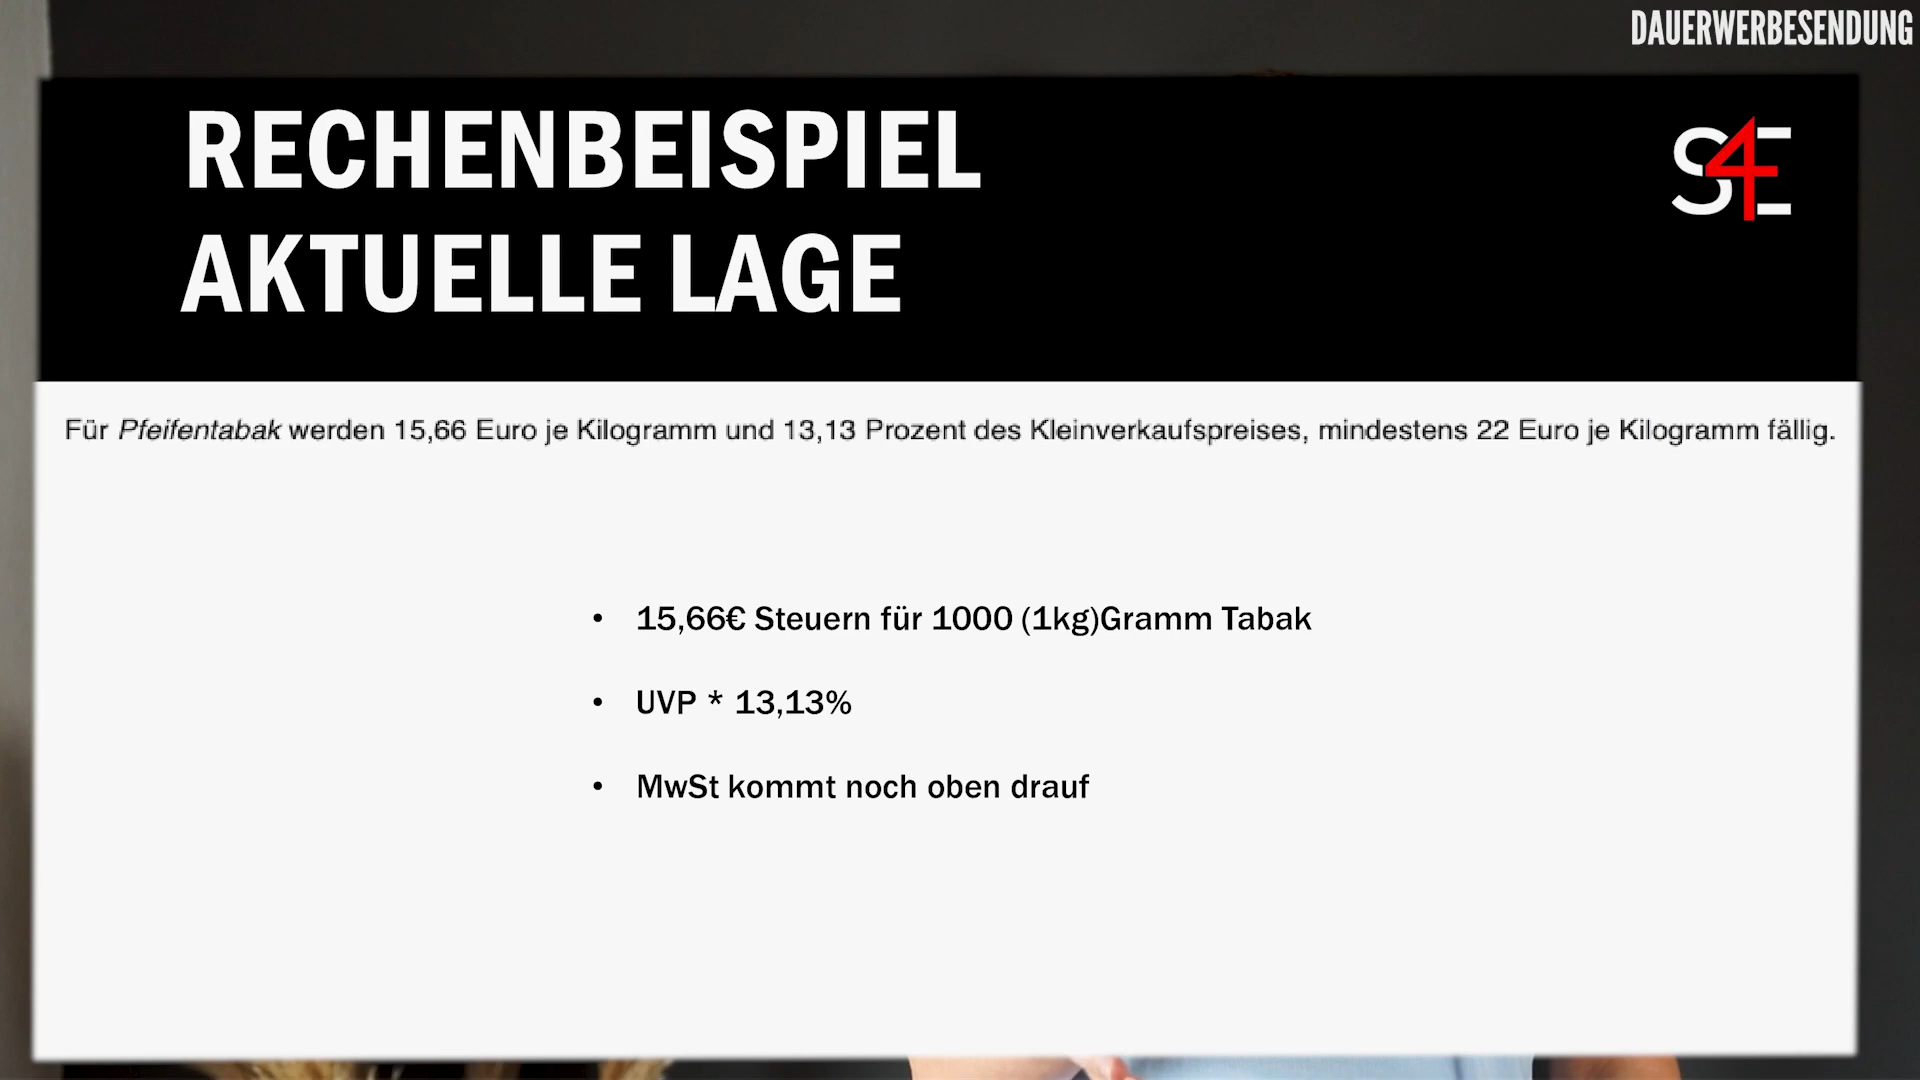 DAUERWERBESENDUNG
RECHENBEISPIEL
AKTUELLE LAGE
S4E
Für Pfeifentabak werden 15,66 Euro je Kilogramm und 13,13 Prozent des Kleinverkaufspreises, mindestens 22 Euro je Kilogramm fällig.
• 15,66€ Steuern für 1000 (1kg)Gramm Tabak
• UVP * 13,13%
• MwSt kommt noch oben drauf